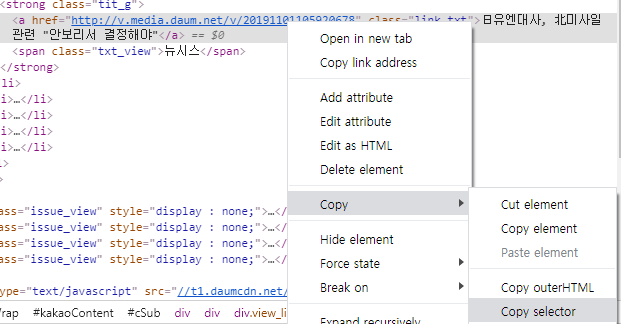 <strong class="tit_g">
<a href="http://v.media.daum.net/v/20191101105920678" class="link_txt">日유엔대사, 北미사일
관련 "안보리서 결정해야"</a> == $0
<span class="txt_view">뉴시스</span>
</strong>
li>
i>…</li>
i>…</li>
i>…</li>
i>…</li>
l>
>
ass="issue_view" style="display : none;">…</
ass="issue_view" style="display : none;">…</
ass="issue_view" style="display : none;">…</
ass="issue_view" style="display : none;">…</
ype="text/javascript" src="//t1.daumcdn.net/
Wrap #kakaoContent #cSub div div div.view_li
Open in new tab
Copy link address
Add attribute
Edit attribute
Edit as HTML
Delete element
Copy
Hide element
Force state
Break on
Expand recursively
Cut element
Copy element
Paste element
Copy outerHTML
Copy selector